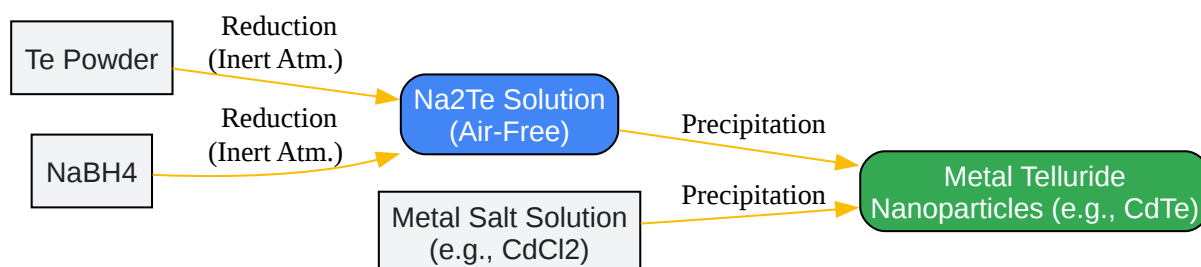 Te Powder
Reduction
(Inert Atm.)
NaBH4
Reduction
(Inert Atm.)
Na2Te Solution
(Air-Free)
Metal Salt Solution
(e.g., CdCl2)
Precipitation
Precipitation
Metal Telluride
Nanoparticles (e.g., CdTe)